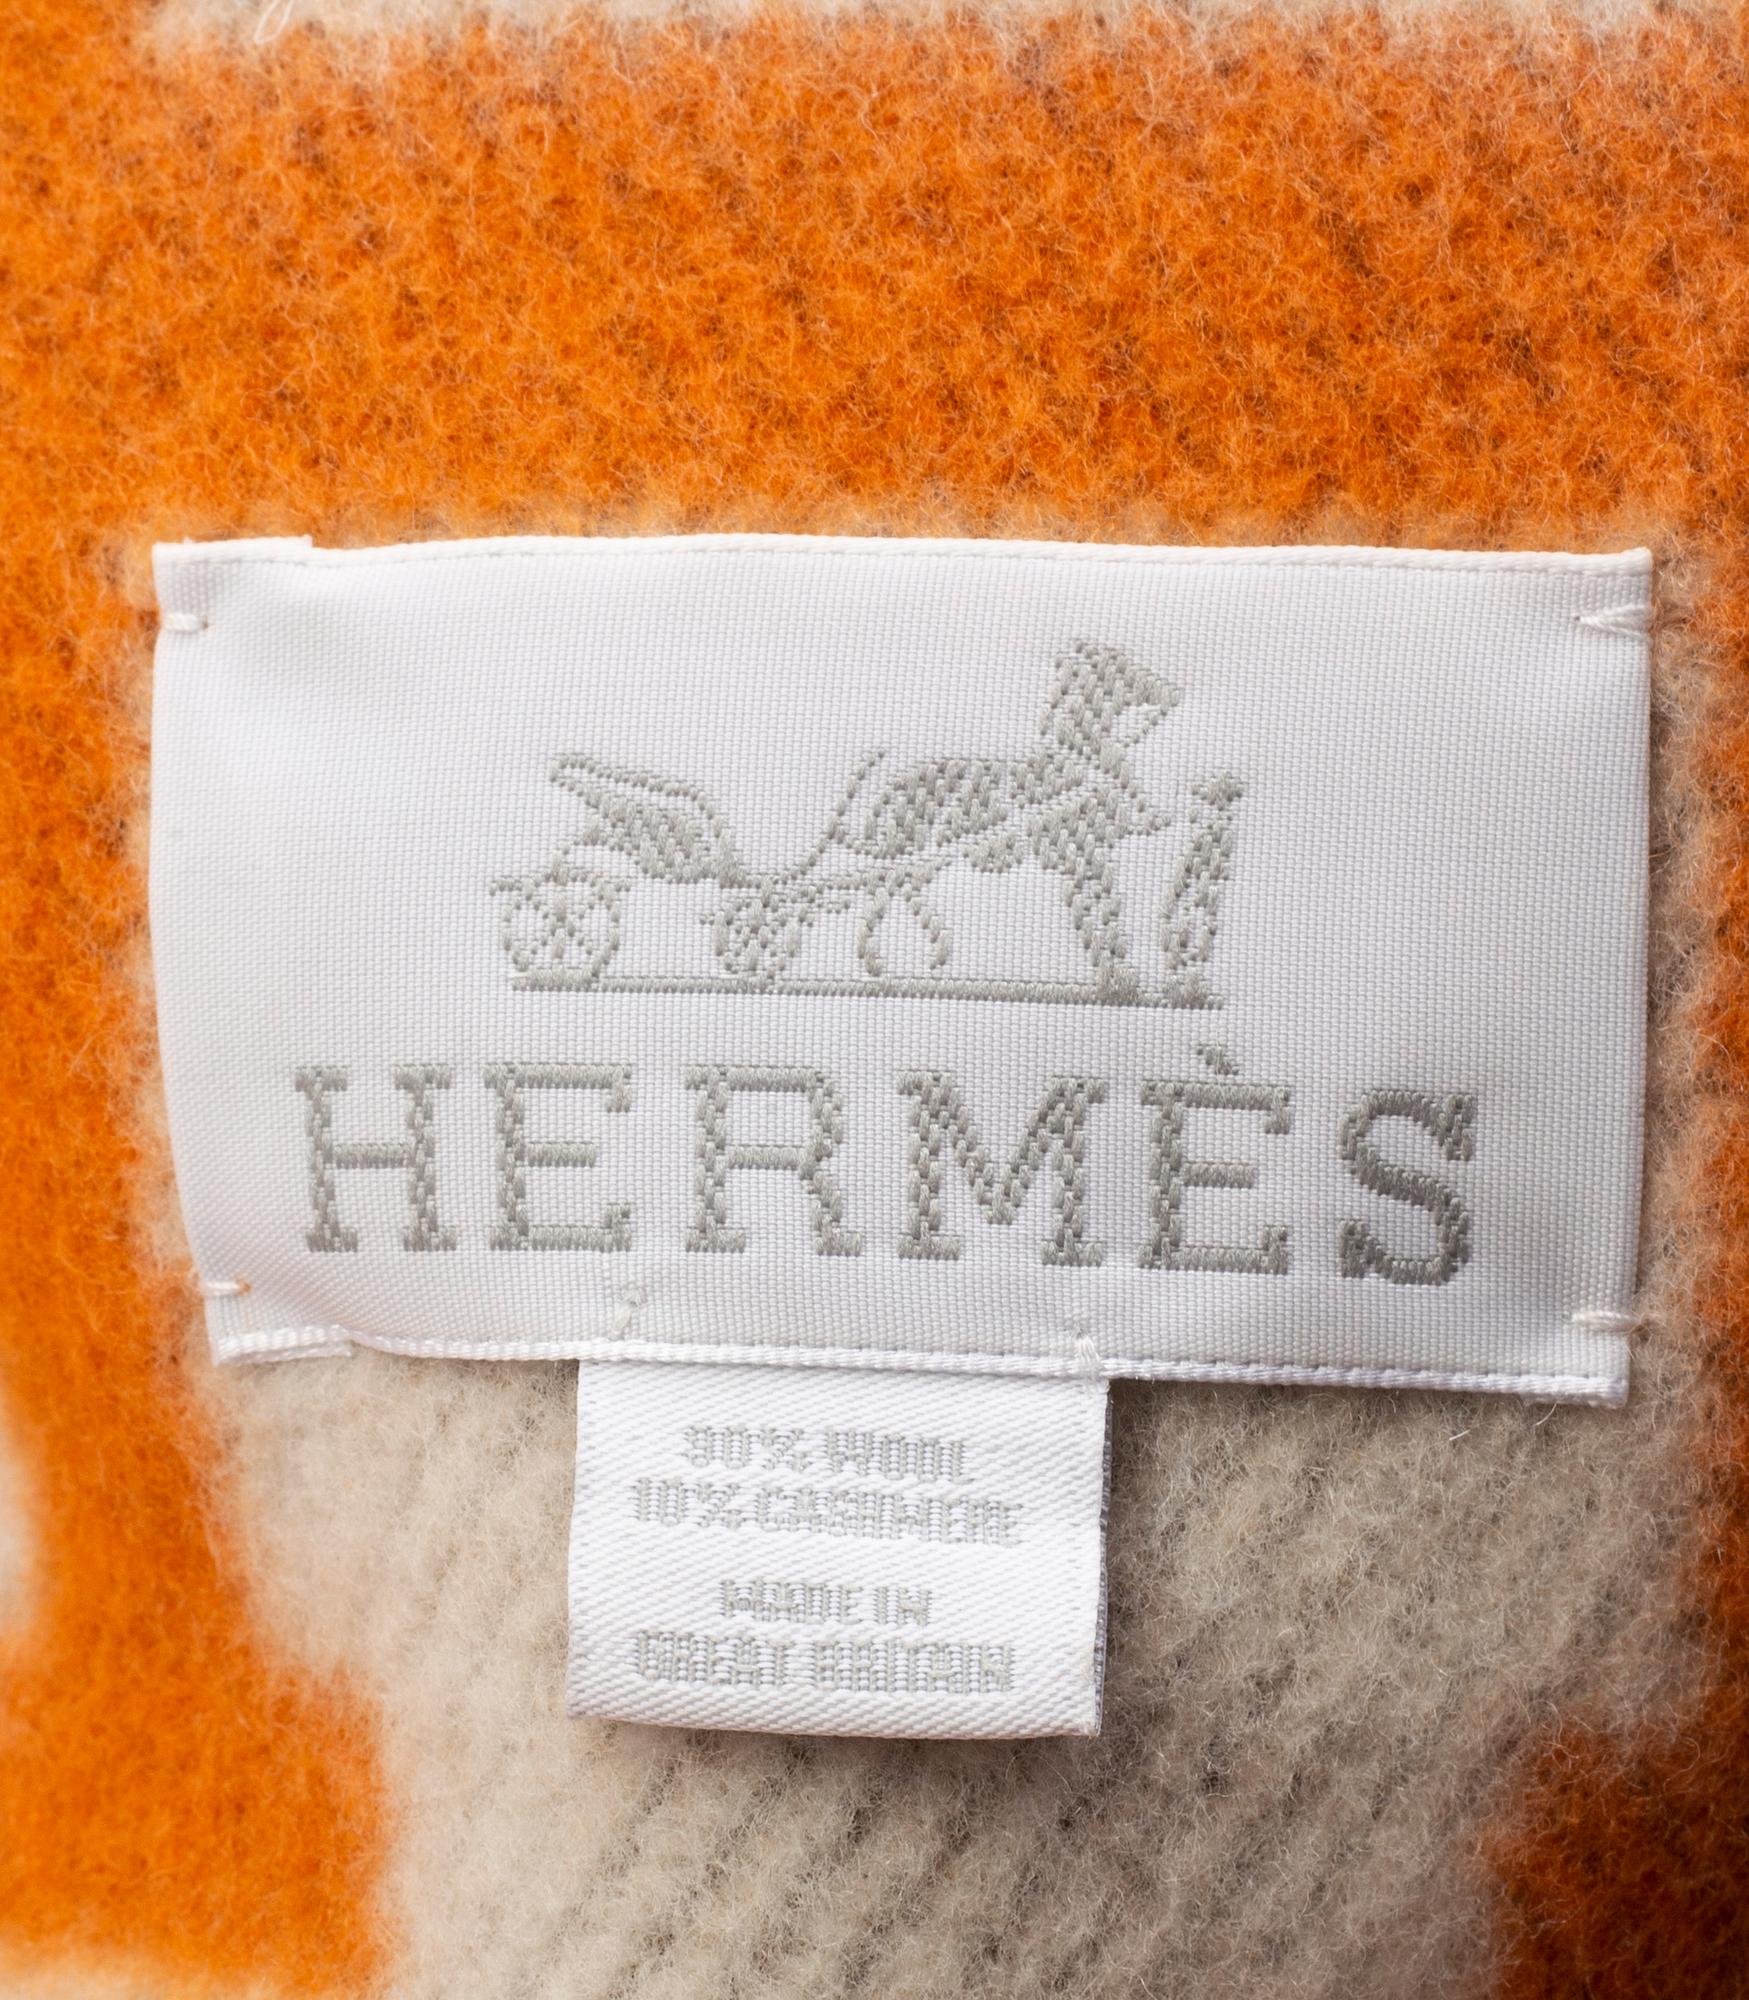 HERMÈS
90% WOOL
10% CASHMERE
MADE IN
GREAT BRITAIN